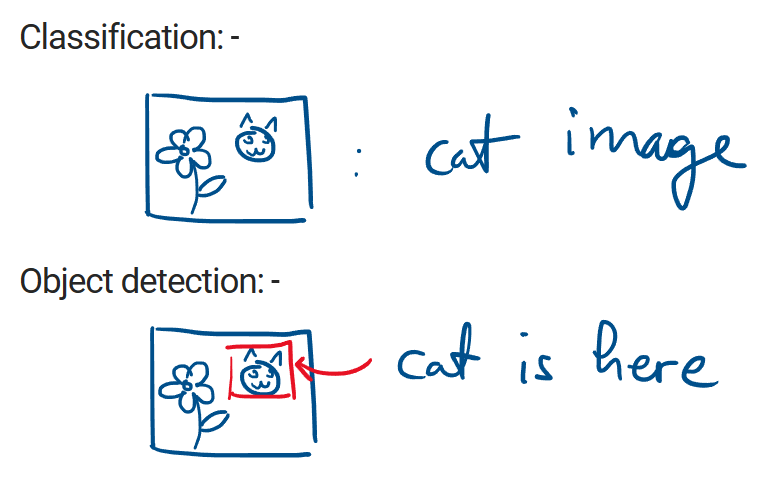 Classification: -
: cat image
Object detection: -
cat is here